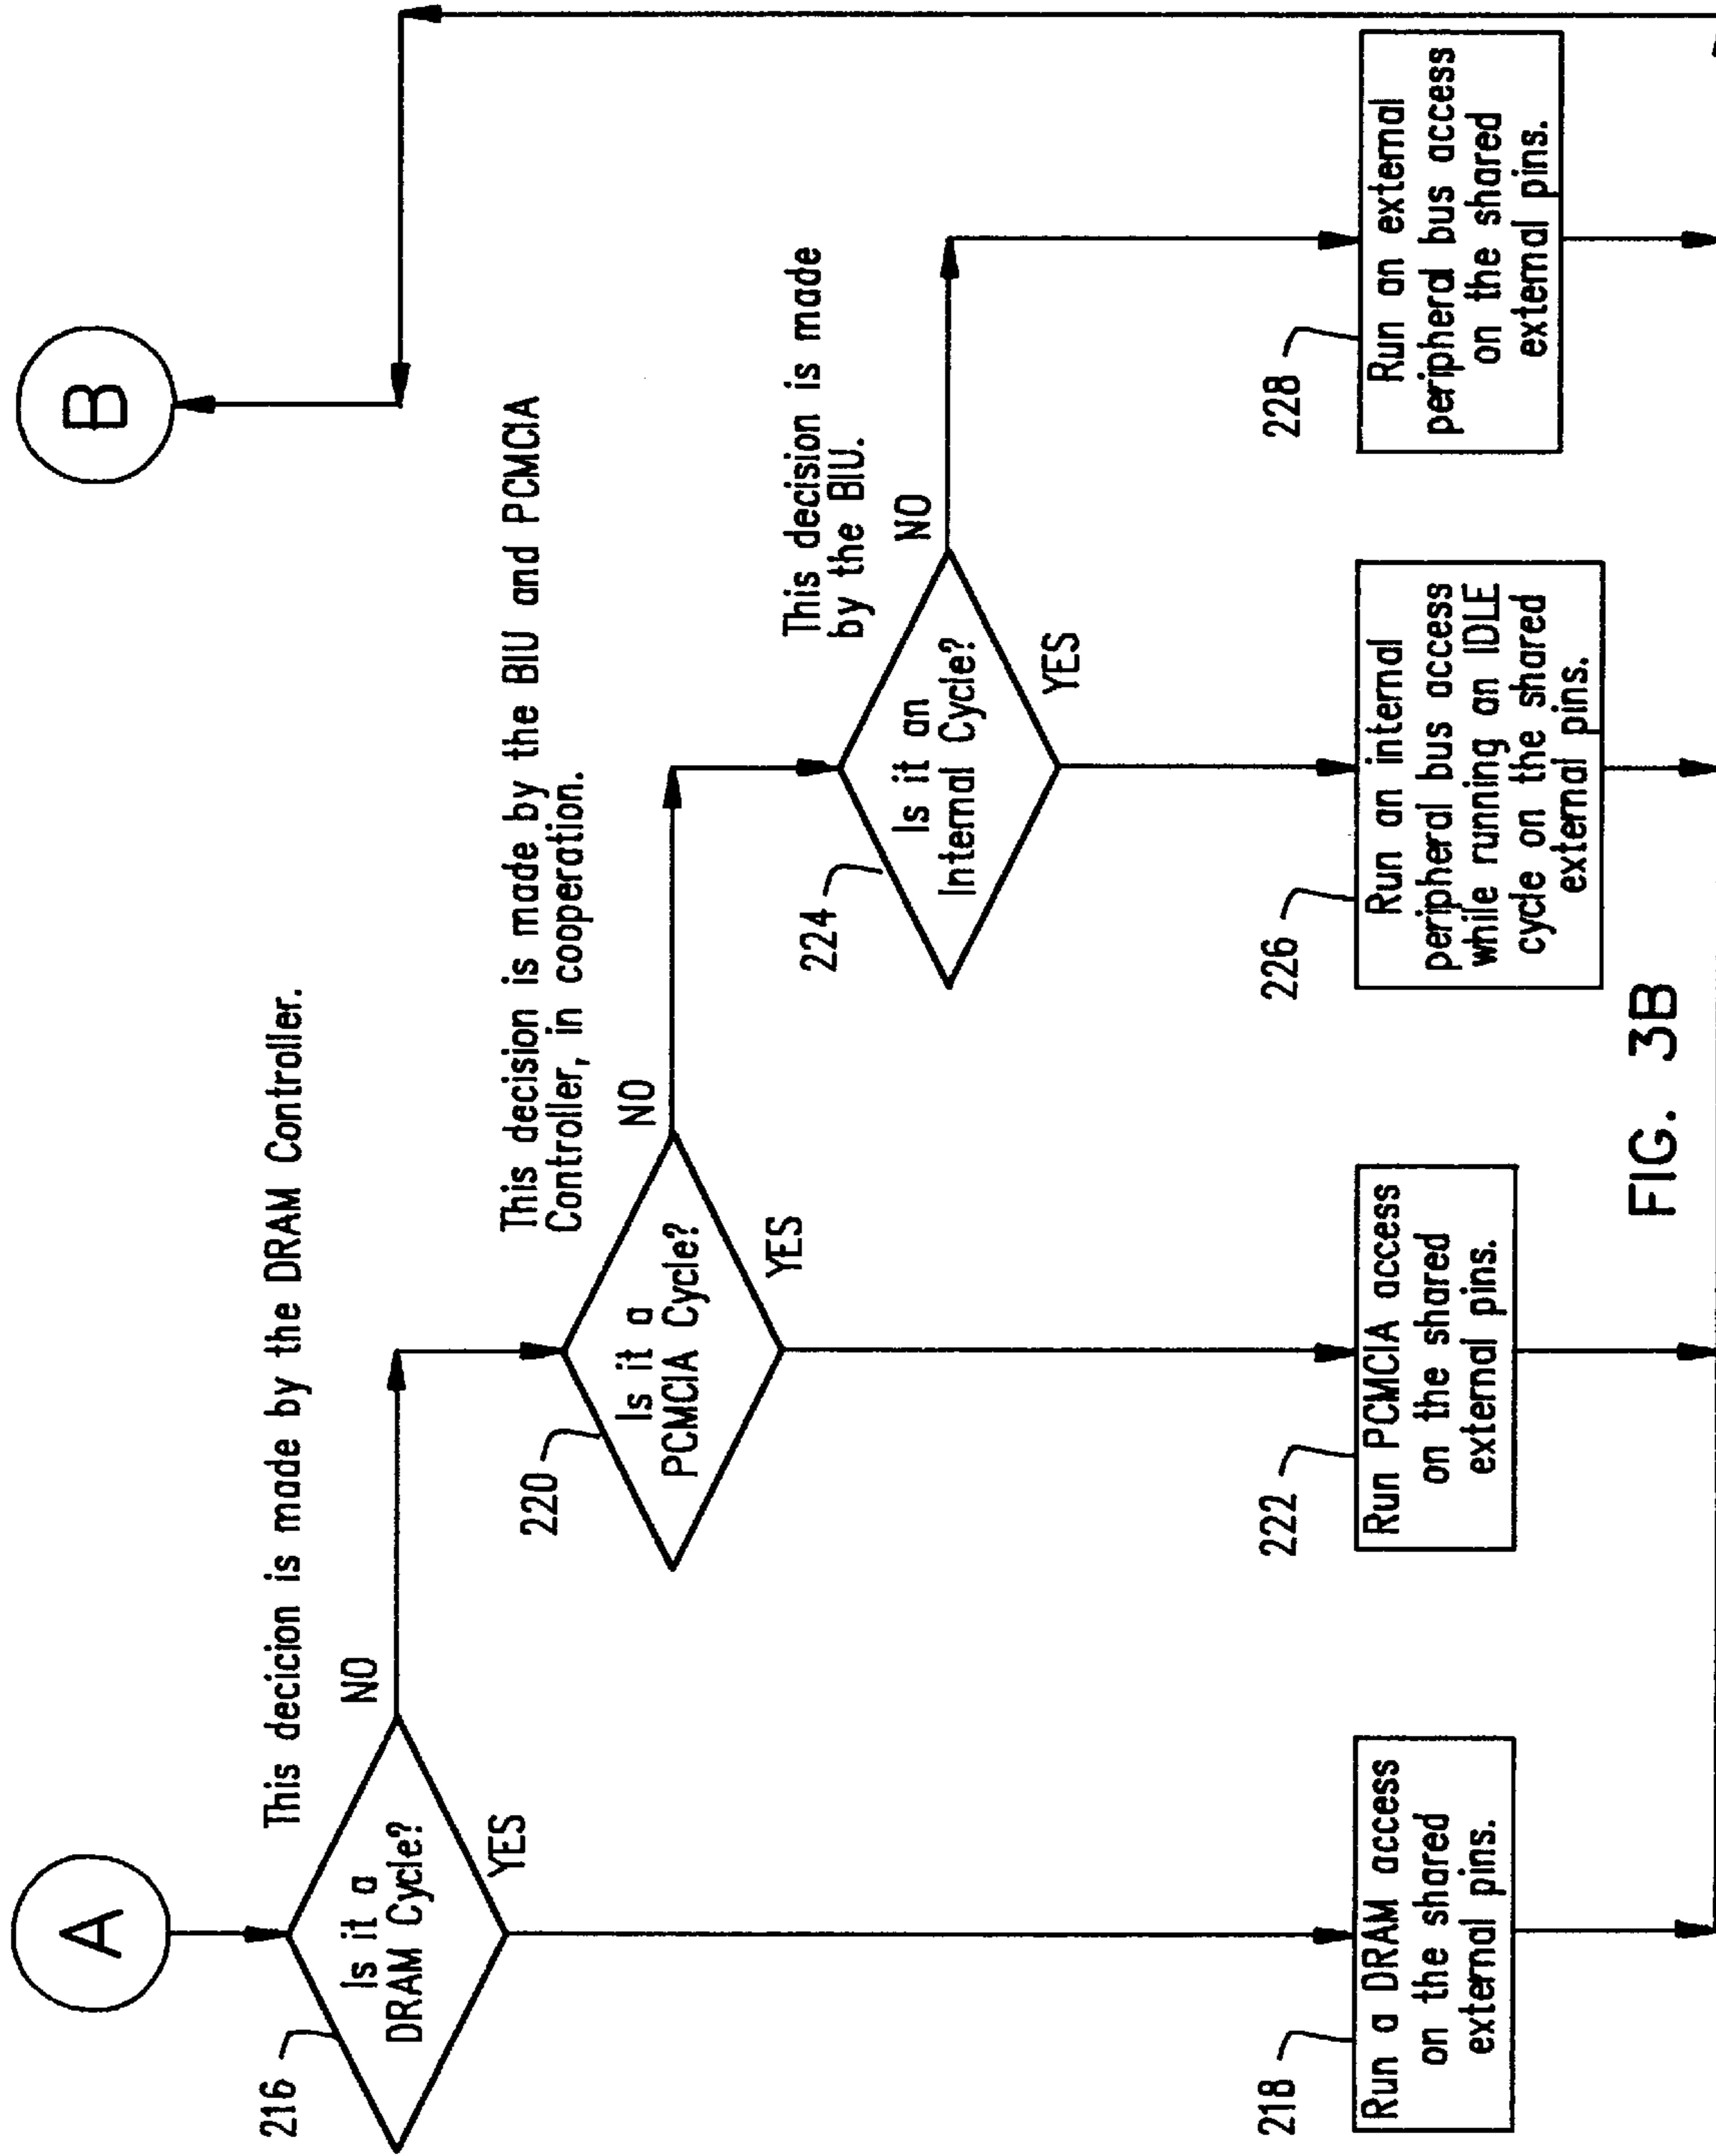 A
B
This decicion is made by the DRAM Controller.
216
Is it a
DRAM Cycle?
NO
YES
This decision is made by the BIU and PCMCIA
Controller, in cooperation.
220
Is it a
PCMCIA Cycle?
NO
YES
This decision is made
by the BIU.
224
Is it an
Internal Cycle?
NO
YES
218
Run a DRAM access
on the shared
external pins.
222
Run PCMCIA access
on the shared
external pins.
226
Run an internal
peripheral bus access
while running an IDLE
cycle on the shared
external pins.
228
Run an external
peripheral bus access
on the shared
external pins.
FIG. 3B